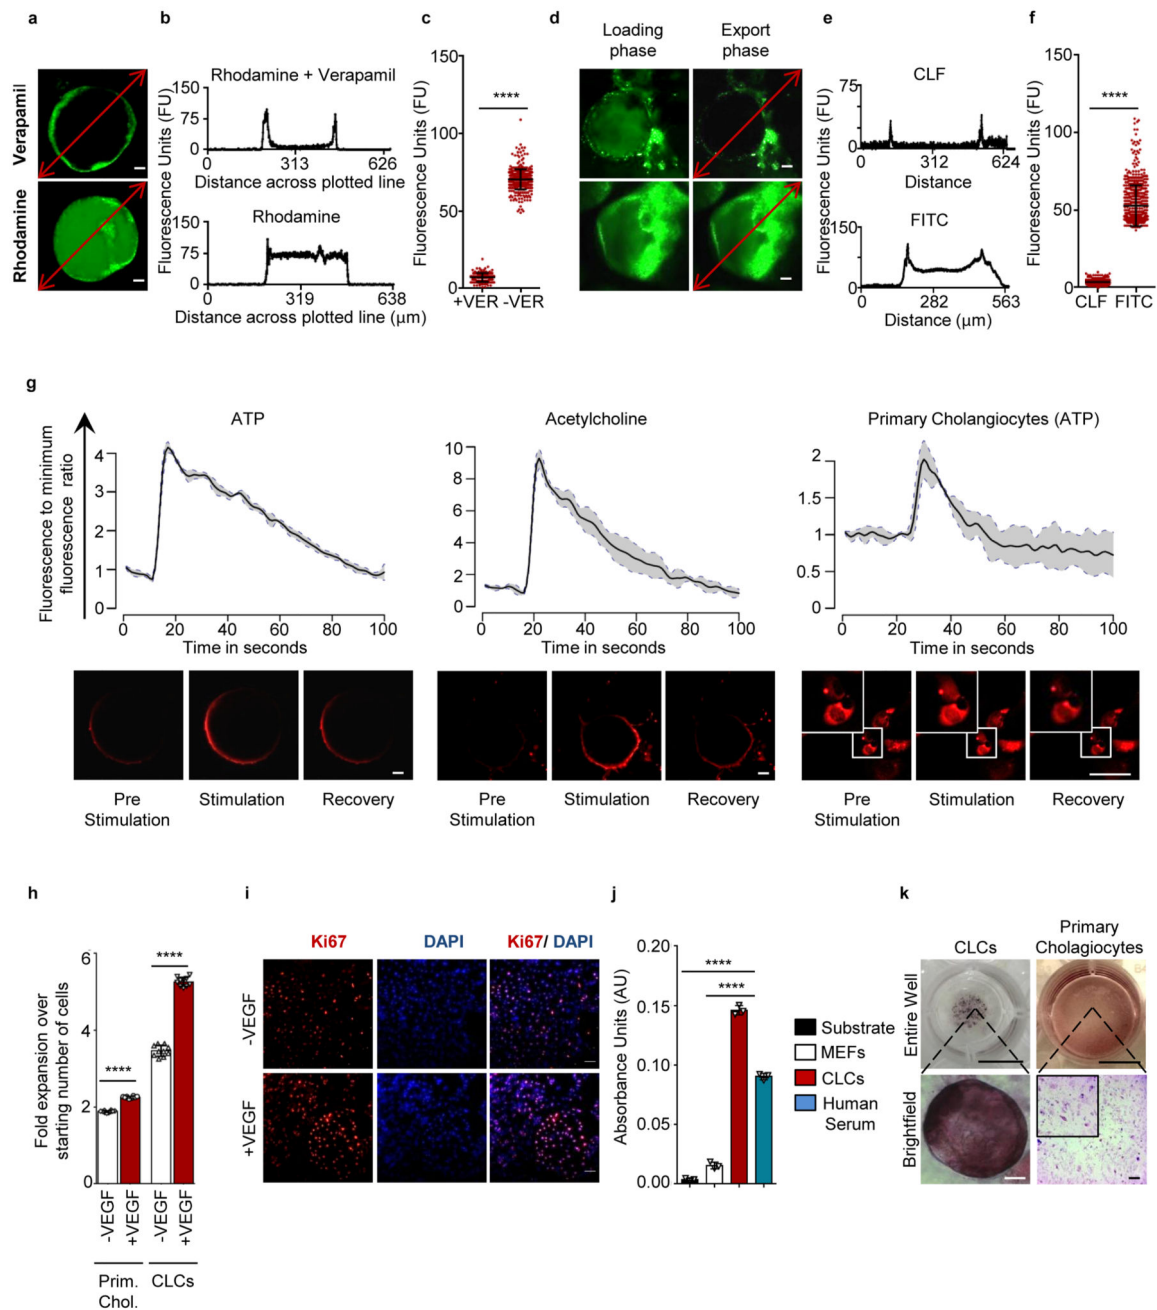 a
Verapamil
Rhodamine
b
Rhodamine + Verapamil
Fluorescence Units (FU)
150
75
0
0 313 626
Distance across plotted line
Rhodamine
150
75
0
0 319 638
Distance across plotted line (μm)
c
Fluorescence Units (FU)
150
100
50
0
****
+VER -VER
d
Loading phase
Export phase
e
Fluorescence Units (FU)
CLF
75
0
0 312 624
Distance
FITC
150
75
0
0 282 563
Distance (μm)
f
Fluorescence Units (FU)
150
100
50
0
****
CLF FITC
g
Fluorescence to minimum
fluorescence ratio
ATP
4
3
2
1
0
0 20 40 60 80 100
Time in seconds
Acetylcholine
10
8
6
4
2
0
0 20 40 60 80 100
Time in seconds
Primary Cholangiocytes (ATP)
2
1.5
1
0.5
0
0 20 40 60 80 100
Time in seconds
Pre
Stimulation
Stimulation
Recovery
Pre
Stimulation
Stimulation
Recovery
Pre
Stimulation
Stimulation
Recovery
h
Fold expansion over
starting number of cells
6
4
2
0
****
****
-VEGF
+VEGF
-VEGF
+VEGF
Prim.
Chol.
CLCs
i
Ki67 DAPI Ki67/ DAPI
-VEGF
+VEGF
j
Absorbance Units (AU)
0.20
0.15
0.10
0.05
0.00
****
****
Substrate
MEFs
CLCs
Human
Serum
k
CLCs
Primary
Cholagiocytes
Entire Well
Brightfield